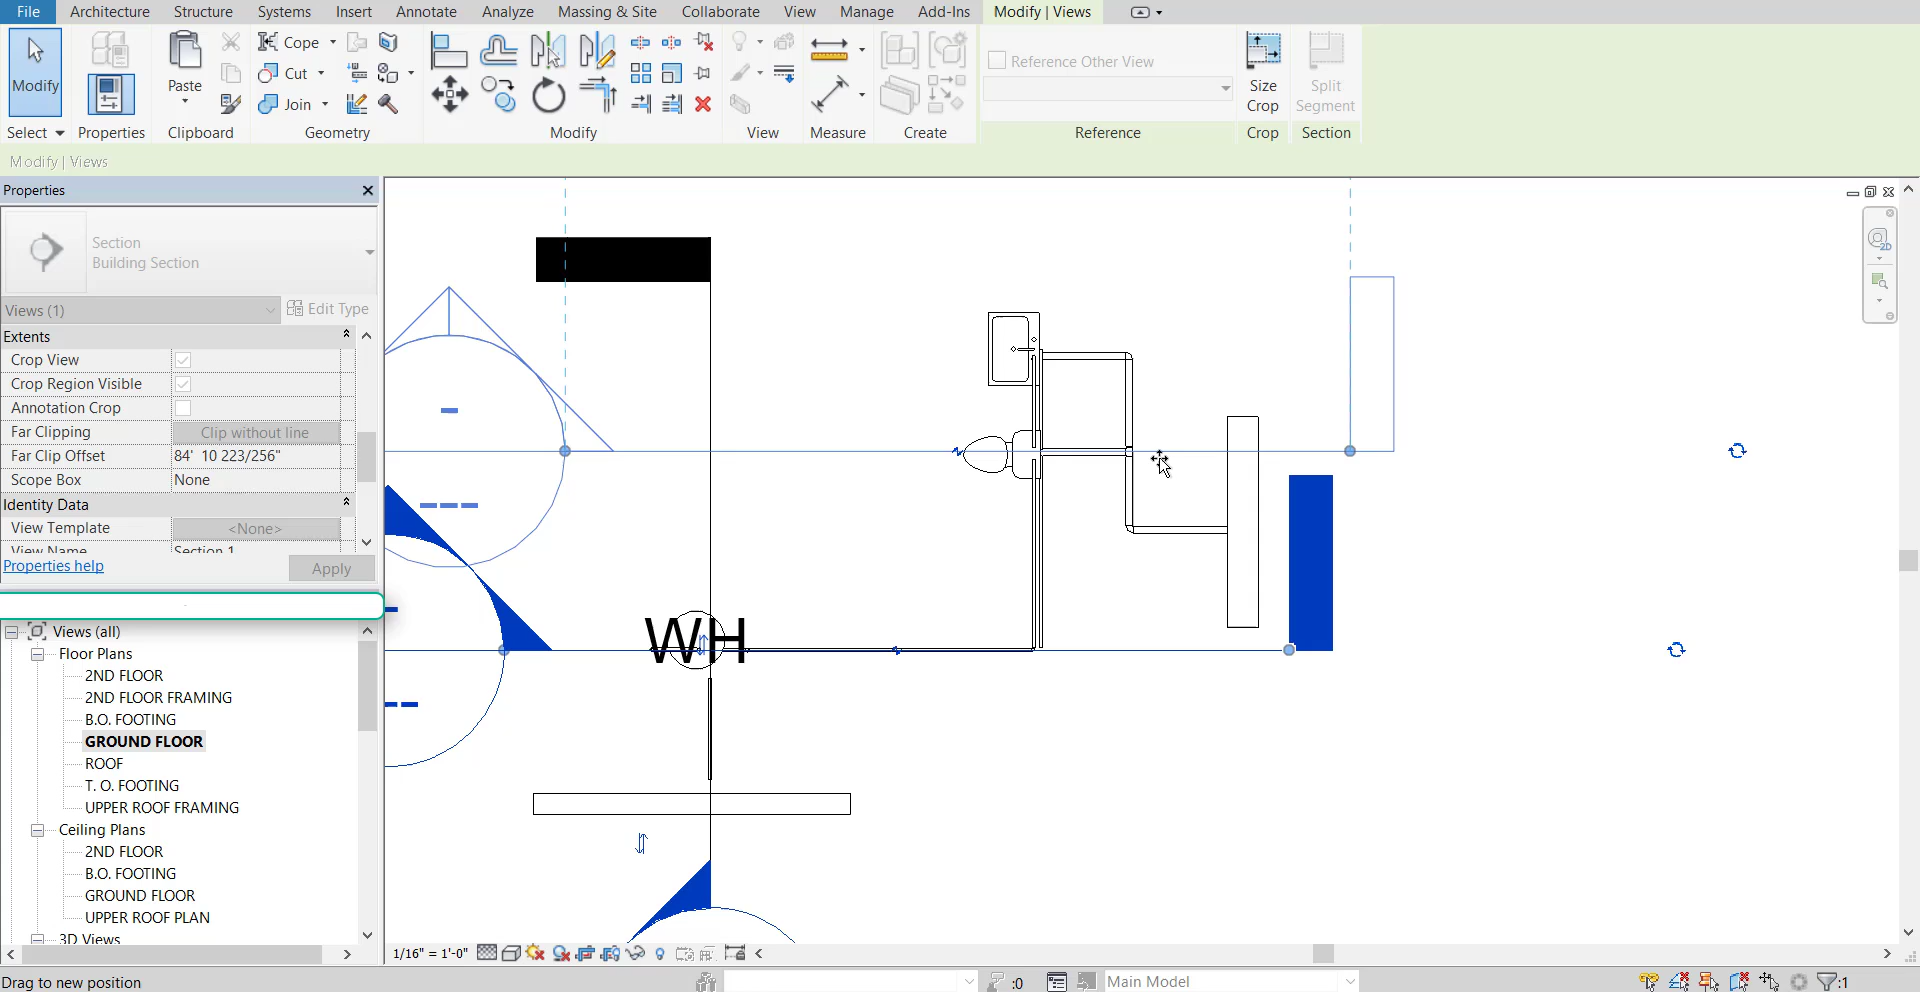 File Architecture Structure Systems Insert Annotate Analyze Massing & Site Collaborate View Manage Add-Ins Modify | Views
Modify
Paste
Cope
Cut
Join
Reference Other View
Size Crop
Split Segment
Select Properties Clipboard Geometry Modify View Measure Create Reference Crop Section
Modify | Views
Properties
Section
Building Section
Views (1) Edit Type
Extents
Crop View
Crop Region Visible
Annotation Crop
Far Clipping Clip without line
Far Clip Offset 84' 10 223/256"
Scope Box None
Identity Data
View Template <None>
View Name Section 1
Properties help Apply
Views (all)
Floor Plans
2ND FLOOR
2ND FLOOR FRAMING
B.O. FOOTING
GROUND FLOOR
ROOF
T. O. FOOTING
UPPER ROOF FRAMING
Ceiling Plans
2ND FLOOR
B.O. FOOTING
GROUND FLOOR
UPPER ROOF PLAN
3D Views
WH
2D
1/16" = 1'-0"
Drag to new position :0 Main Model :1